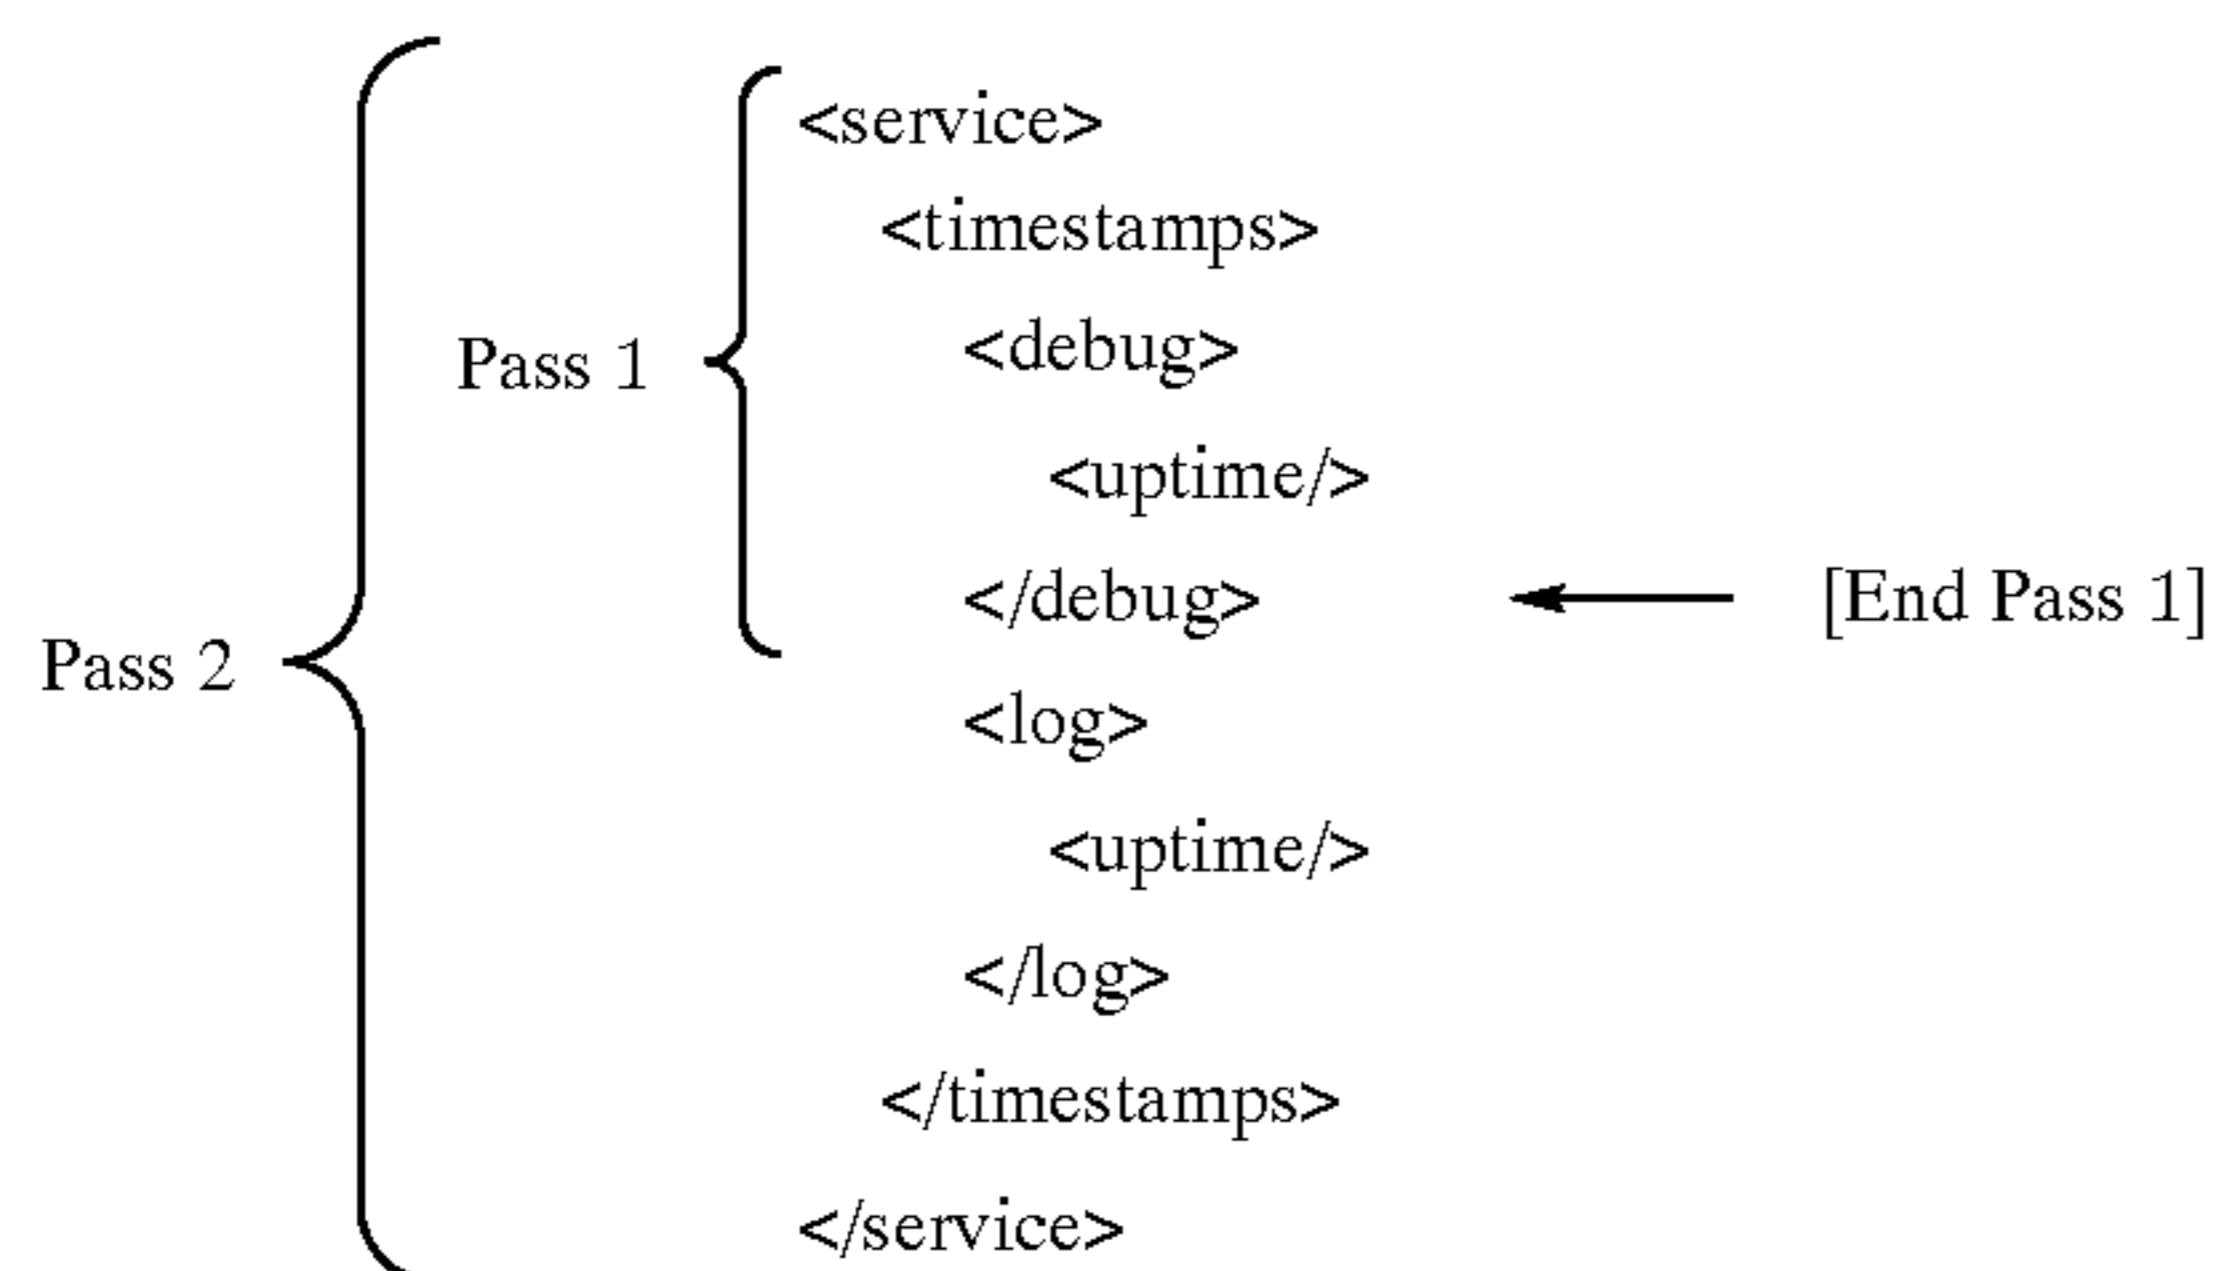 <service>
<timestamps>
<debug>
Pass 1
<uptime/>
</debug>
[End Pass 1]
Pass 2
<log>
<uptime/>
</log>
</timestamps>
</service>